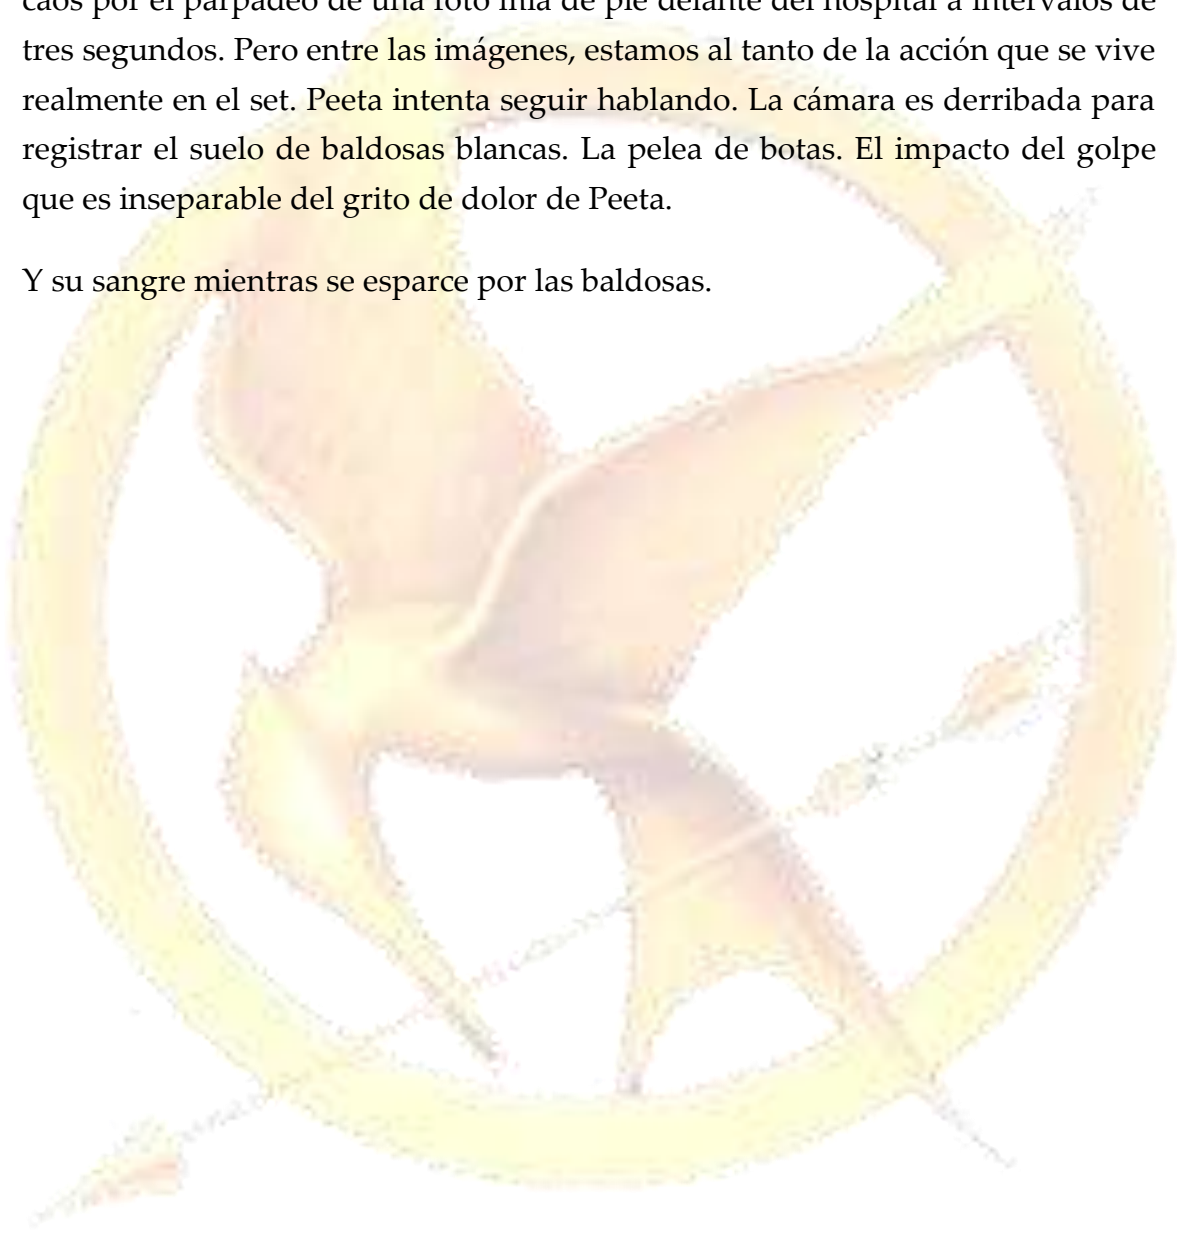 caos por el parpadeo de una foto mía de pie delante del hospital a intervalos de
tres segundos. Pero entre las imágenes, estamos al tanto de la acción que se vive
realmente en el set. Peeta intenta seguir hablando. La cámara es derribada para
registrar el suelo de baldosas blancas. La pelea de botas. El impacto del golpe
que es inseparable del grito de dolor de Peeta.
Y su sangre mientras se esparce por las baldosas.